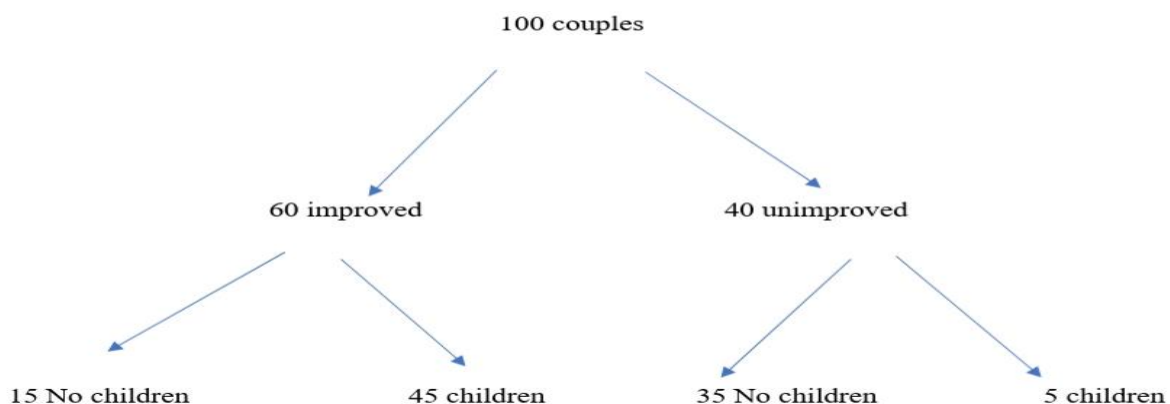 100 couples
60 improved
40 unimproved
15 No children
45 children
35 No children
5 children